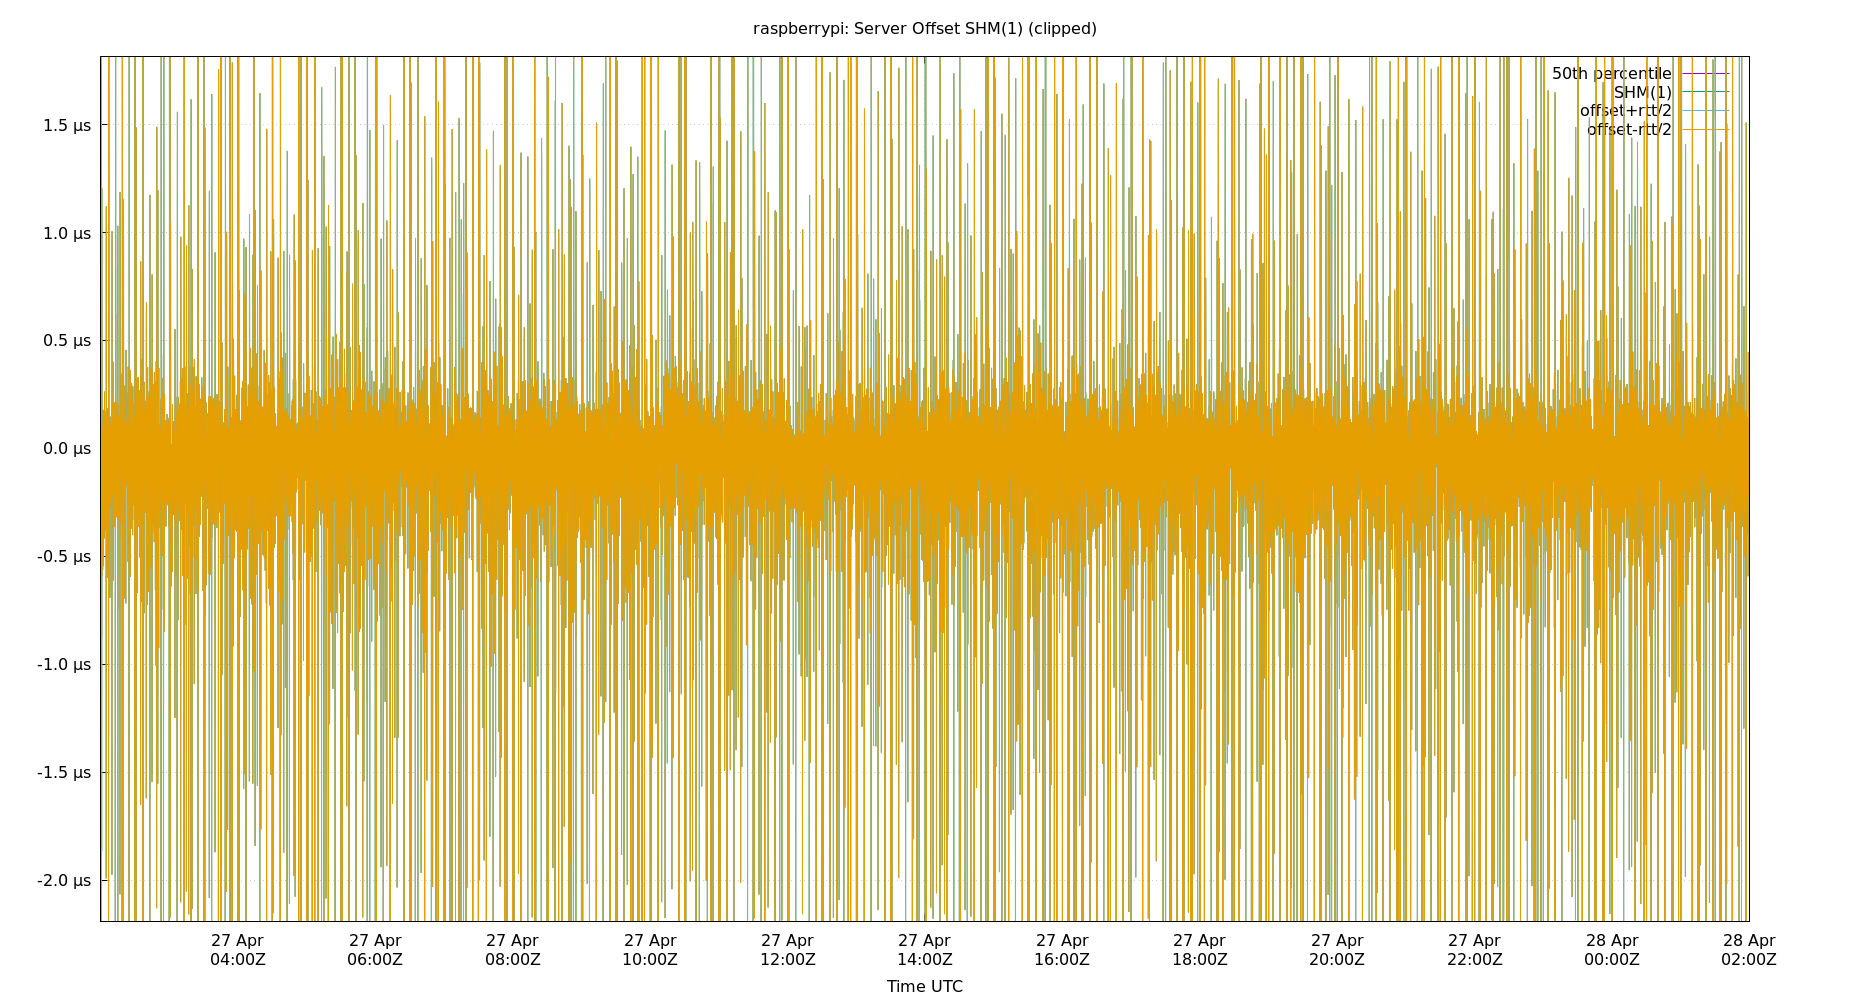 raspberrypi: Server Offset SHM(1) (clipped)
50th percentile
SHM(1)
offset+rtt/2
offset-rtt/2
1.5 µs
1.0 µs
0.5 µs
0.0 µs
-0.5 µs
-1.0 µs
-1.5 µs
-2.0 µs
27 Apr 27 Apr 27 Apr 27 Apr 27 Apr 27 Apr 27 Apr 27 Apr 27 Apr 27 Apr 28 Apr 28 Apr
04:00Z 06:00Z 08:00Z 10:00Z 12:00Z 14:00Z 16:00Z 18:00Z 20:00Z 22:00Z 00:00Z 02:00Z
Time UTC